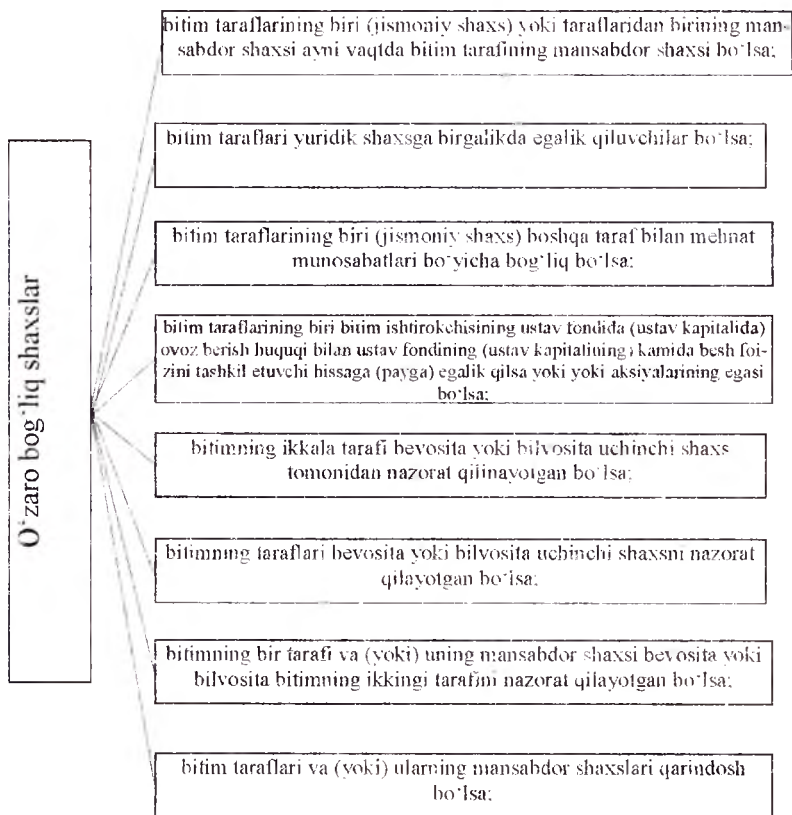 O‘zaro bog‘liq shaxslar
bitim taraflarining biri (jismoniy shaxs) yoki taraflaridan birining man-
sabdor shaxsi ayni vaqtda bitim tarafining mansabdor shaxsi bo‘lsa;
bitim taraflari yuridik shaxsga birgalikda egalik qiluvchilar bo‘lsa;
bitim taraflarining biri (jismoniy shaxs) boshqa taraf bilan mehnat
munosabatlari bo‘yicha bog‘liq bo‘lsa;
bitim taraflarining biri bitim ishtirokchisining ustav fondida (ustav kapitalida)
ovoz berish huquqi bilan ustav fondining (ustav kapitalining) kamida besh foi-
zini tashkil etuvchi hissaga (payga) egalik qilsa yoki yoki aksiyalarining egasi
bo‘lsa;
bitimning ikkala tarafi bevosita yoki bilvosita uchinchi shaxs
tomonidan nazorat qilinayotgan bo‘lsa;
bitimning taraflari bevosita yoki bilvosita uchinchi shaxsni nazorat
qilayotgan bo‘lsa;
bitimning bir tarafi va (yoki) uning mansabdor shaxsi bevosita yoki
bilvosita bitimning ikkingi tarafini nazorat qilayotgan bo‘lsa;
bitim taraflari va (yoki) ularning mansabdor shaxslari qarindosh
bo‘lsa;